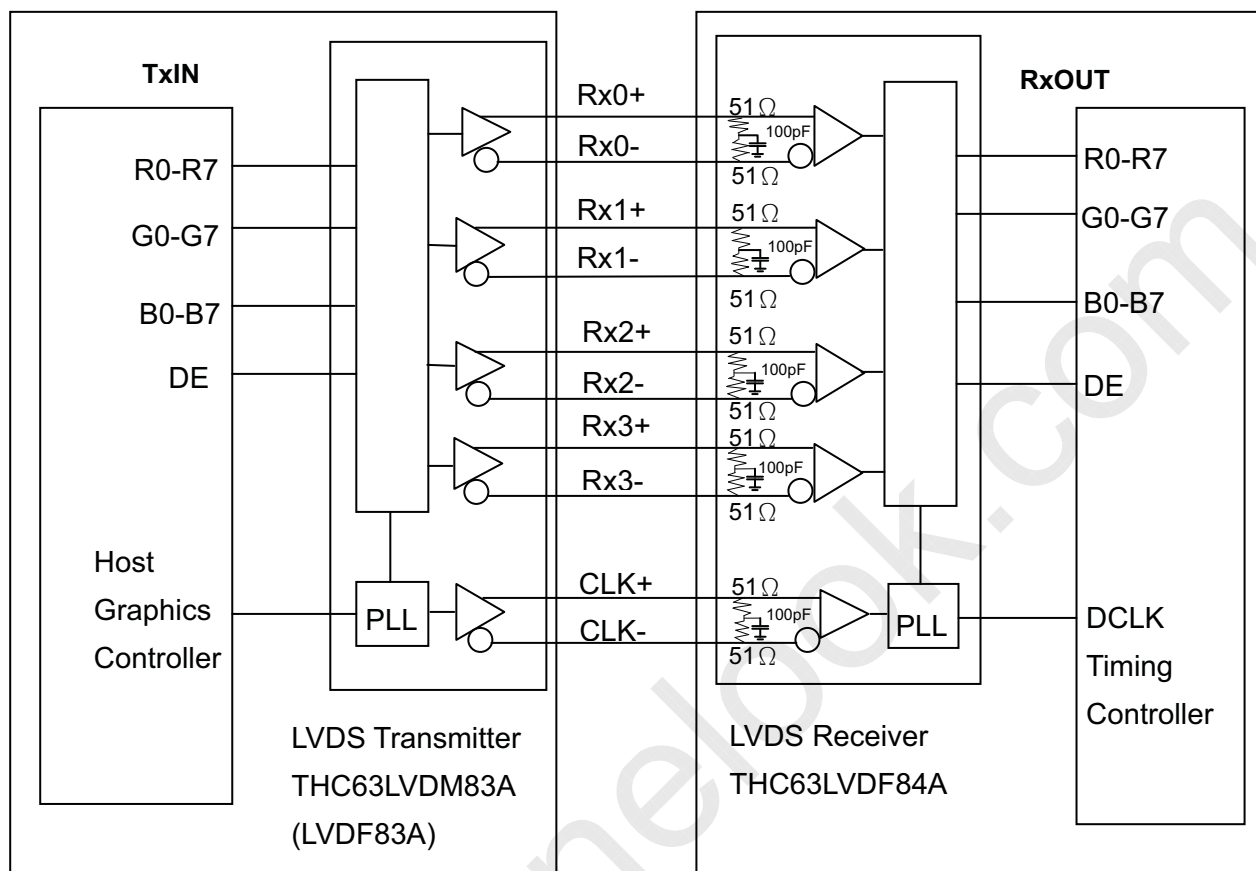 TxIN
RxOUT
R0-R7
G0-G7
B0-B7
DE
Host
Graphics
Controller
PLL
LVDS Transmitter
THC63LVDM83A
(LVDF83A)
Rx0+
Rx0-
Rx1+
Rx1-
Rx2+
Rx2-
Rx3+
Rx3-
CLK+
CLK-
51Ω
100pF
51Ω
51Ω
100pF
51Ω
51Ω
100pF
51Ω
51Ω
100pF
51Ω
51Ω
100pF
51Ω
PLL
LVDS Receiver
THC63LVDF84A
R0-R7
G0-G7
B0-B7
DE
DCLK
Timing
Controller
nelook.com